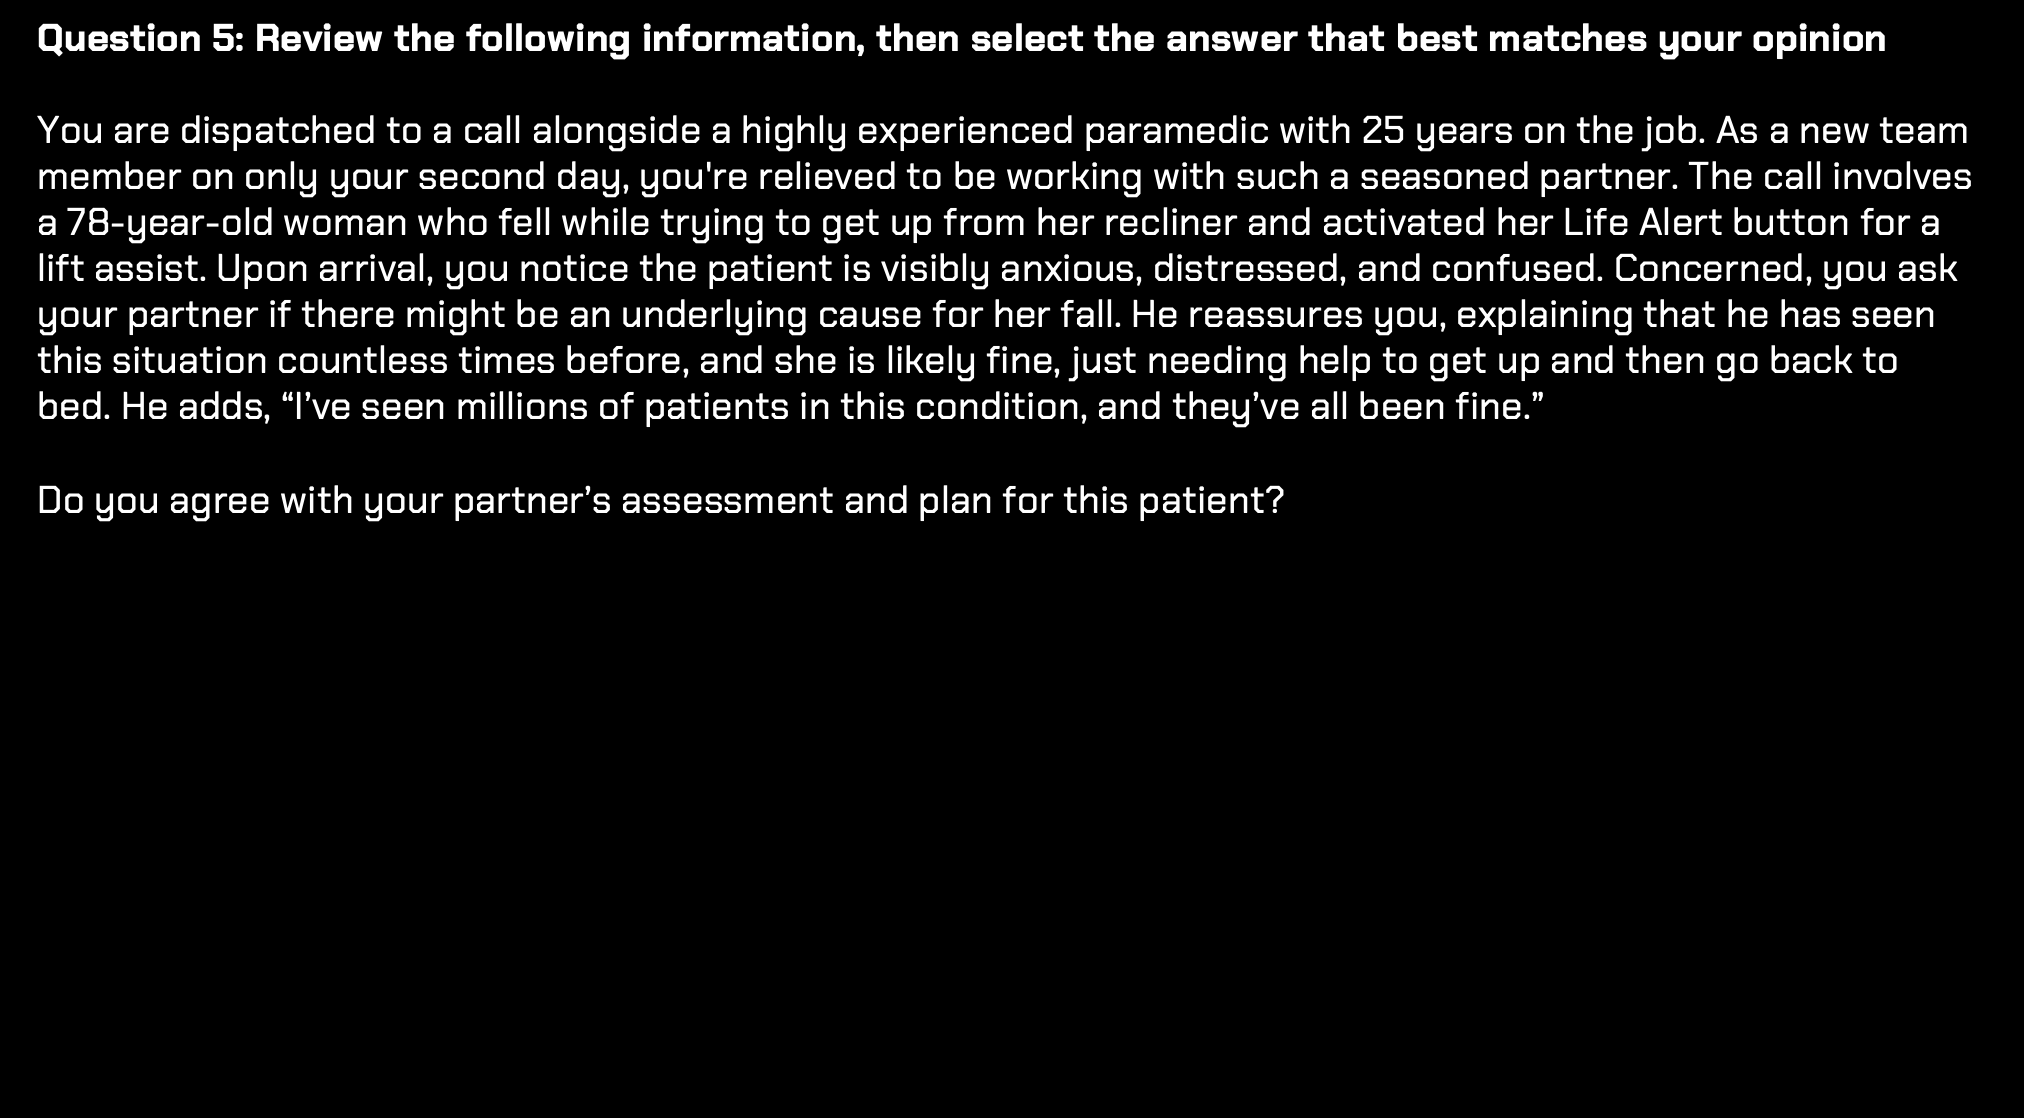 Question 5: Review the following information, then select the answer that best matches your opinion
You are dispatched to a call alongside a highly experienced paramedic with 25 years on the job. As a new team
member on only your second day, you're relieved to be working with such a seasoned partner. The call involves
a 78-year-old woman who fell while trying to get up from her recliner and activated her Life Alert button for a
lift assist. Upon arrival, you notice the patient is visibly anxious, distressed, and confused. Concerned, you ask
your partner if there might be an underlying cause for her fall. He reassures you, explaining that he has seen
this situation countless times before, and she is likely fine, just needing help to get up and then go back to
bed. He adds, “I’ve seen millions of patients in this condition, and they’ve all been fine.”
Do you agree with your partner’s assessment and plan for this patient?